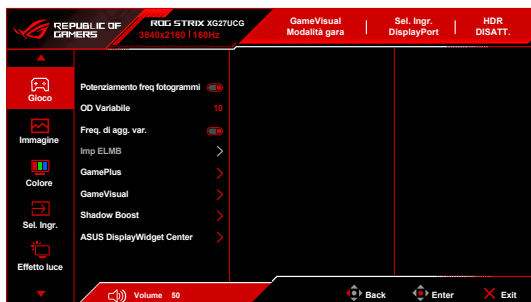 REPUBLIC OF
GAMERS
ROG STRIX XG27UCG
3840x2160 | 160Hz
GameVisual
Modalità gara
Sel. Ingr.
DisplayPort
HDR
DISATT.
Gioco
Immagine
Colore
Sel. Ingr.
Effetto luce
Potenziamento freq fotogrammi
OD Variabile 10
Freq. di agg. var.
Imp ELMB
GamePlus
GameVisual
Shadow Boost
ASUS DisplayWidget Center
Volume 50
Back
Enter
Exit